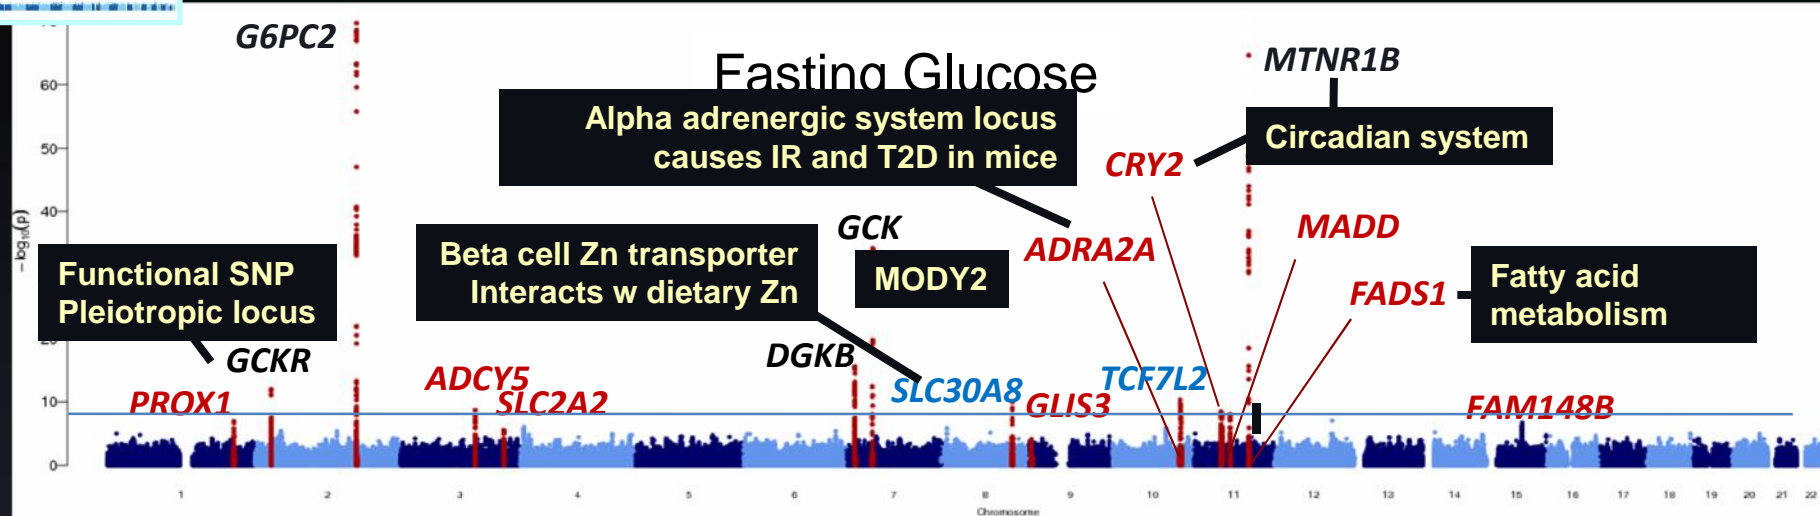 G6PC2
Fasting Glucose
MTNR1B
60
Alpha adrenergic system locus
causes IR and T2D in mice
Circadian system
50
CRY2
40
GCK
MADD
ADRA2A
– log10(p)
Functional SNP
Pleiotropic locus
Beta cell Zn transporter
Interacts w dietary Zn
MODY2
FADS1
Fatty acid
metabolism
GCKR
DGKB
ADCY5
SLC30A8
TCF7L2
PROX1
SLC2A2
GLIS3
FAM148B
10
0
1 2 3 4 5 6 7 8 9 10 11 12 13 14 15 16 17 18 19 20 21 22
Chromosome